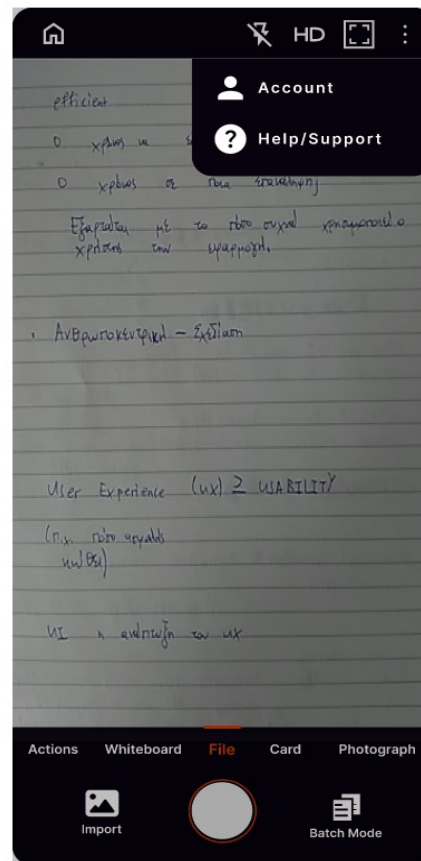 HD
Account
Help/Support
efficient
Ο χρόνος να
Ο χρόνος σε ποια επανάληψη
Εξαρτάται με το πόσο συχνά χρησιμοποιεί ο
χρήστης την εφαρμογή.
Ανθρωποκεντρική – Σχεδίαση
User Experience (UX) ≥ USABILITY
(π.χ. πόσο ασφαλής
UI η ανάπτυξη του UX
Actions Whiteboard File Card Photograph
Import Batch Mode